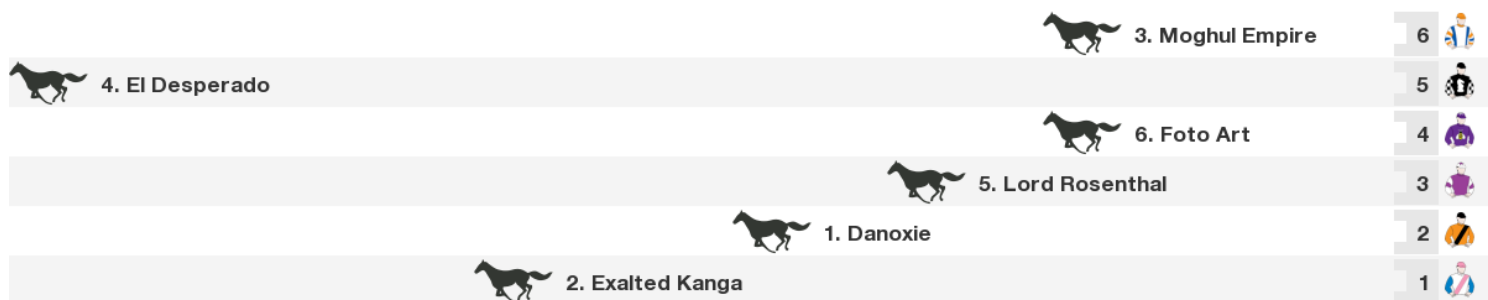 3. Moghul Empire 6
4. El Desperado 5
6. Foto Art 4
5. Lord Rosenthal 3
1. Danoxie 2
2. Exalted Kanga 1